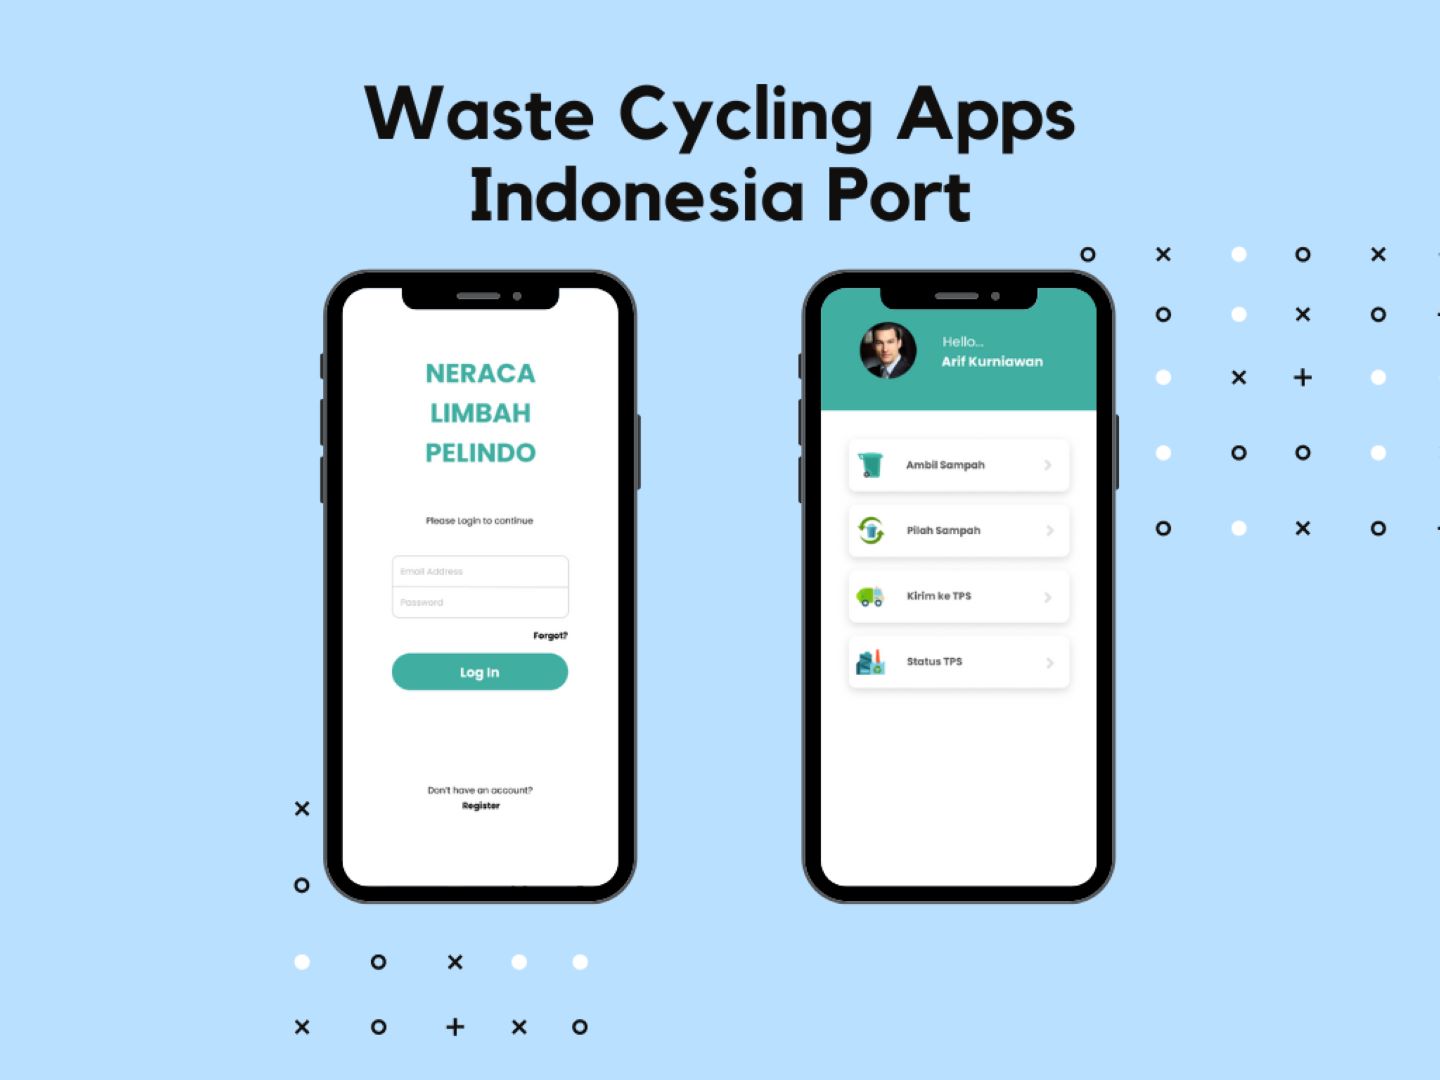 Waste Cycling Apps
Indonesia Port
NERACA
LIMBAH
PELINDO
Please Login to continue
Email Address
Password
Forgot?
Log In
Don't have an account?
Register
Hello...
Arif Kurniawan
Ambil Sampah
Pilah Sampah
Kirim ke TPS
Status TPS